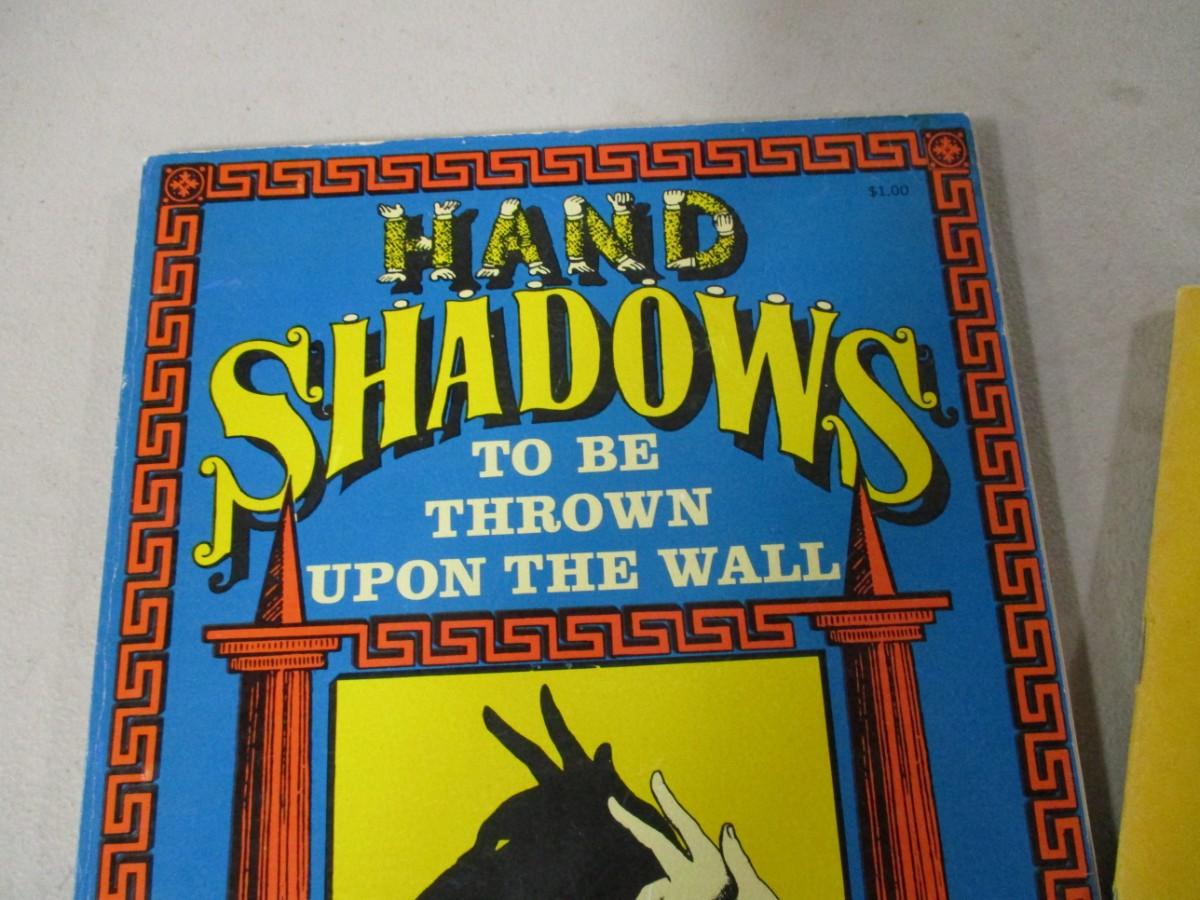 $1.00
HAND
SHADOWS
TO BE
THROWN
UPON THE WALL